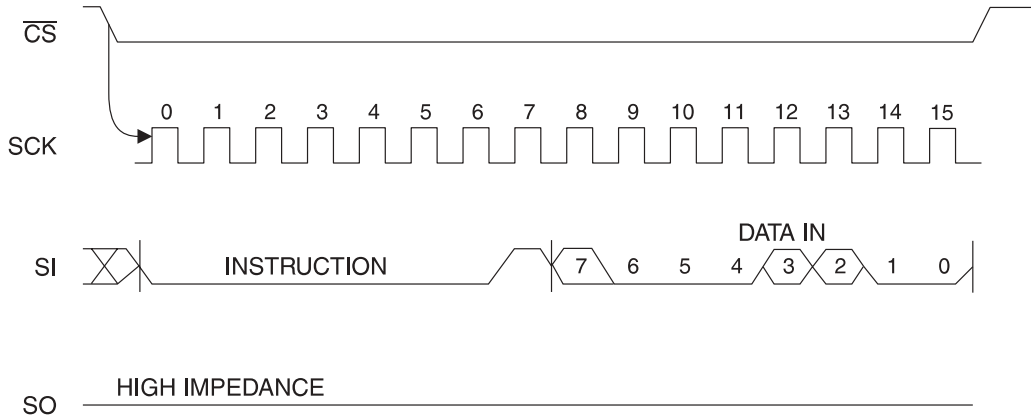 CS
0 1 2 3 4 5 6 7 8 9 10 11 12 13 14 15
SCK
DATA IN
SI
INSTRUCTION
7 6 5 4 3 2 1 0
HIGH IMPEDANCE
SO